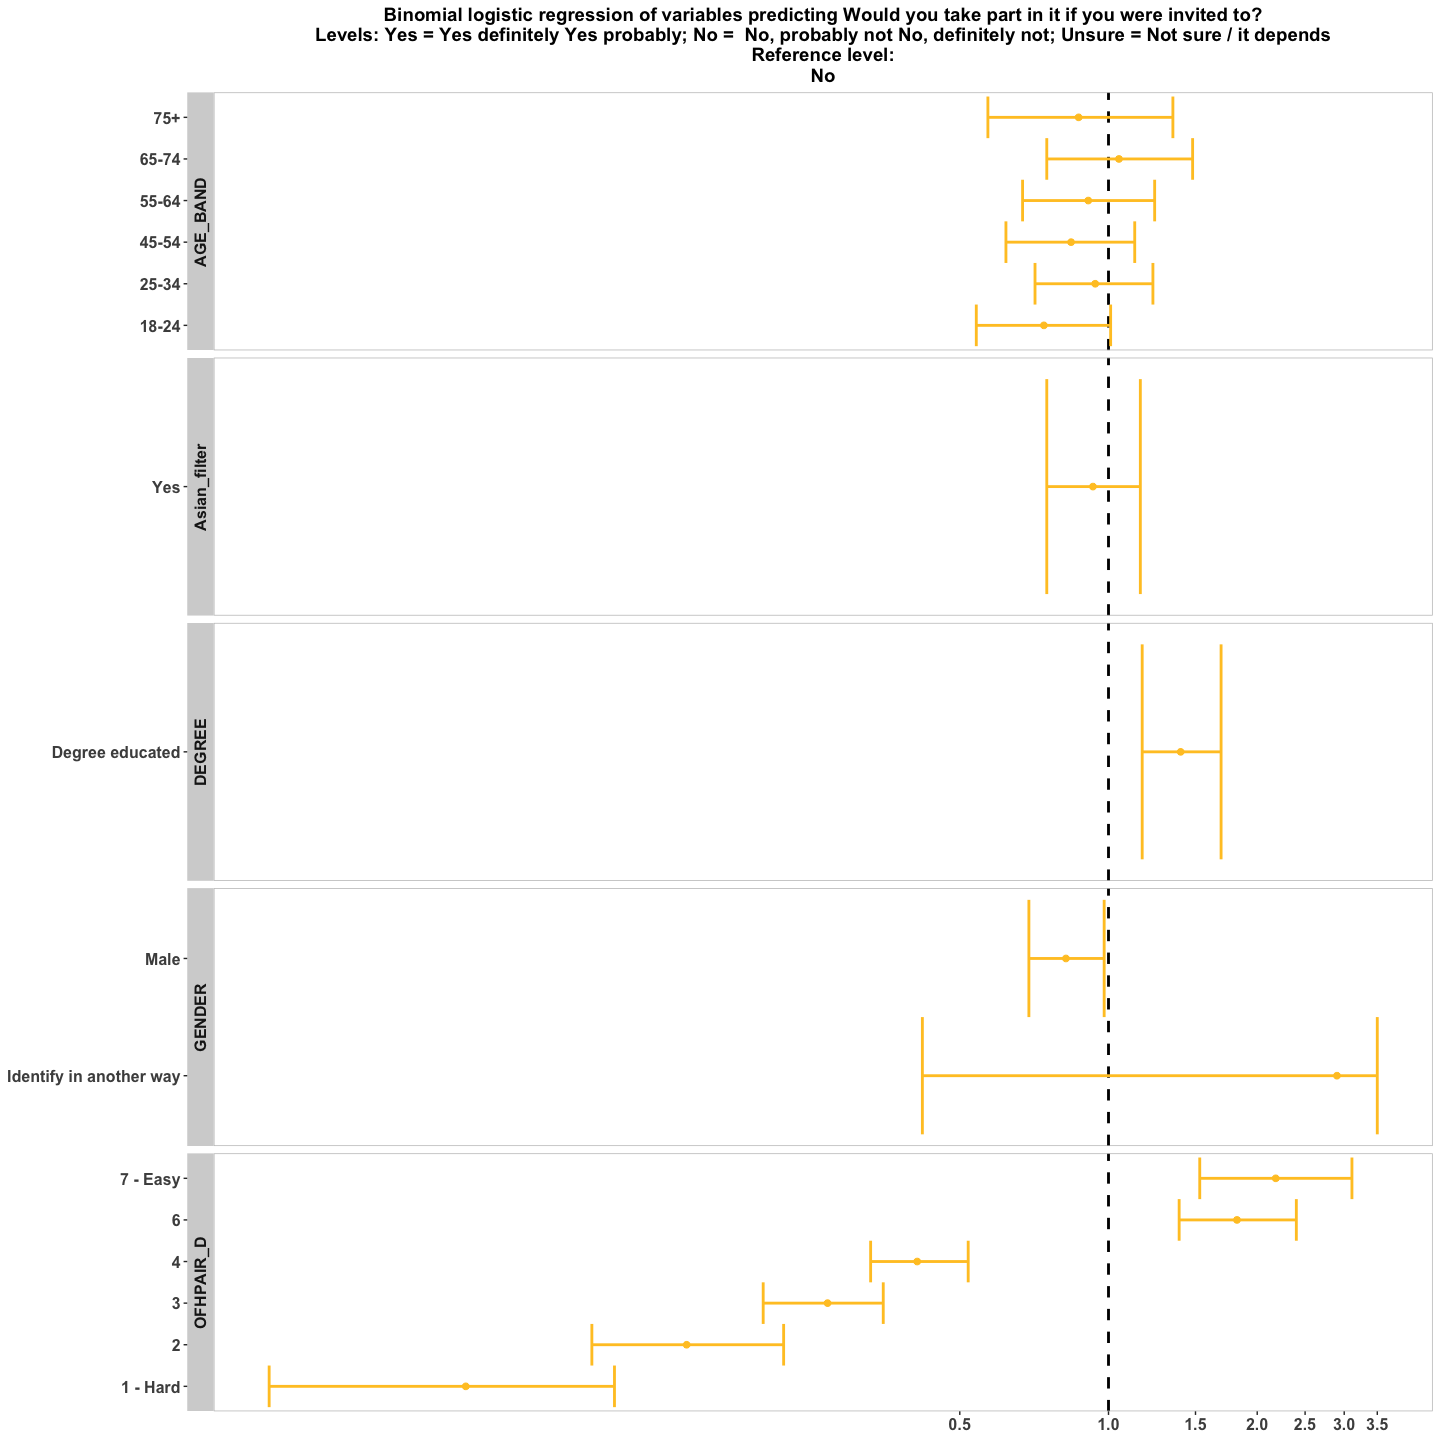 Binomial logistic regression of variables predicting Would you take part in it if you were invited to?
Levels: Yes = Yes definitely Yes probably; No =  No, probably not No, definitely not; Unsure = Not sure / it depends
Reference level:
No
AGE_BAND
75+
65-74
55-64
45-54
25-34
18-24
Asian_filter
Yes
DEGREE
Degree educated
GENDER
Male
Identify in another way
OFHPAIR_D
7 - Easy
6
4
3
2
1 - Hard
0.5 1.0 1.5 2.0 2.5 3.0 3.5